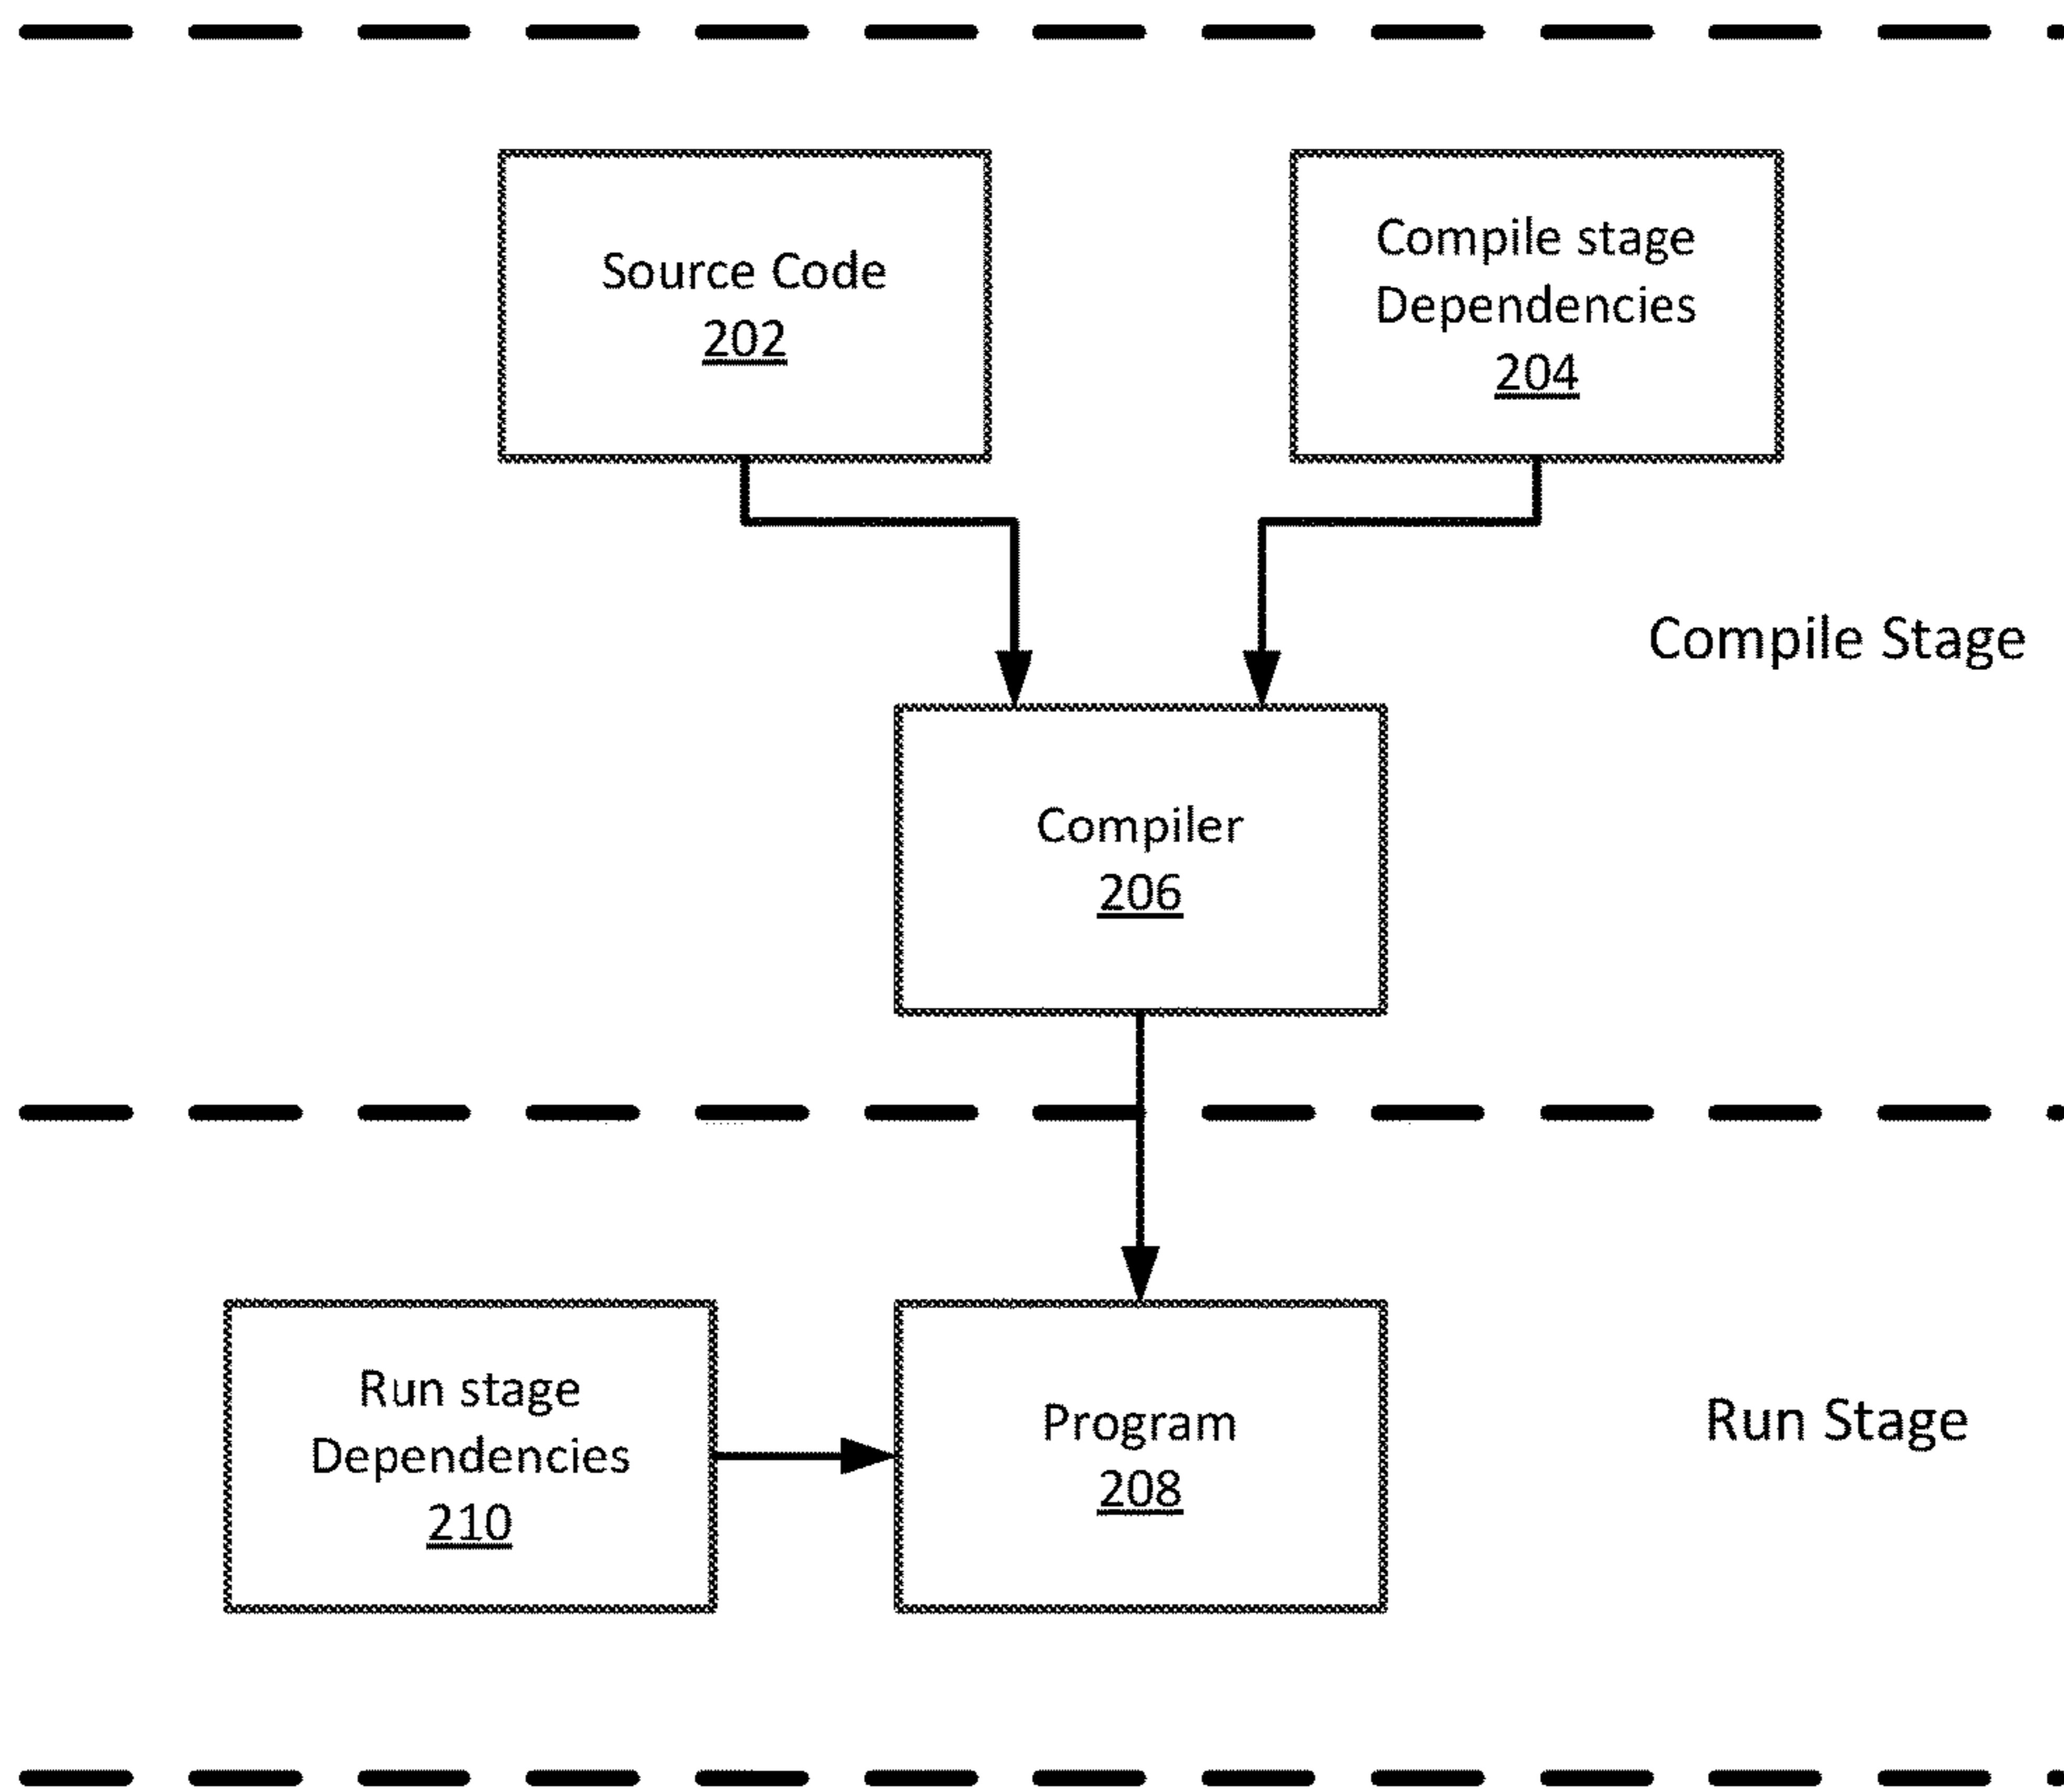 Source Code
202
Compile stage
Dependencies
204
Compile Stage
Compiler
206
Run stage
Dependencies
210
Program
208
Run Stage